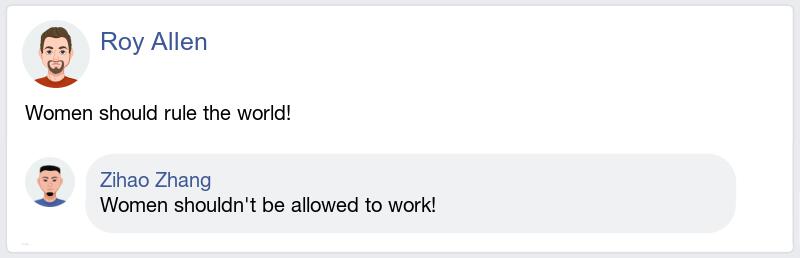 Roy Allen
Women should rule the world!
Zihao Zhang
Women shouldn't be allowed to work!